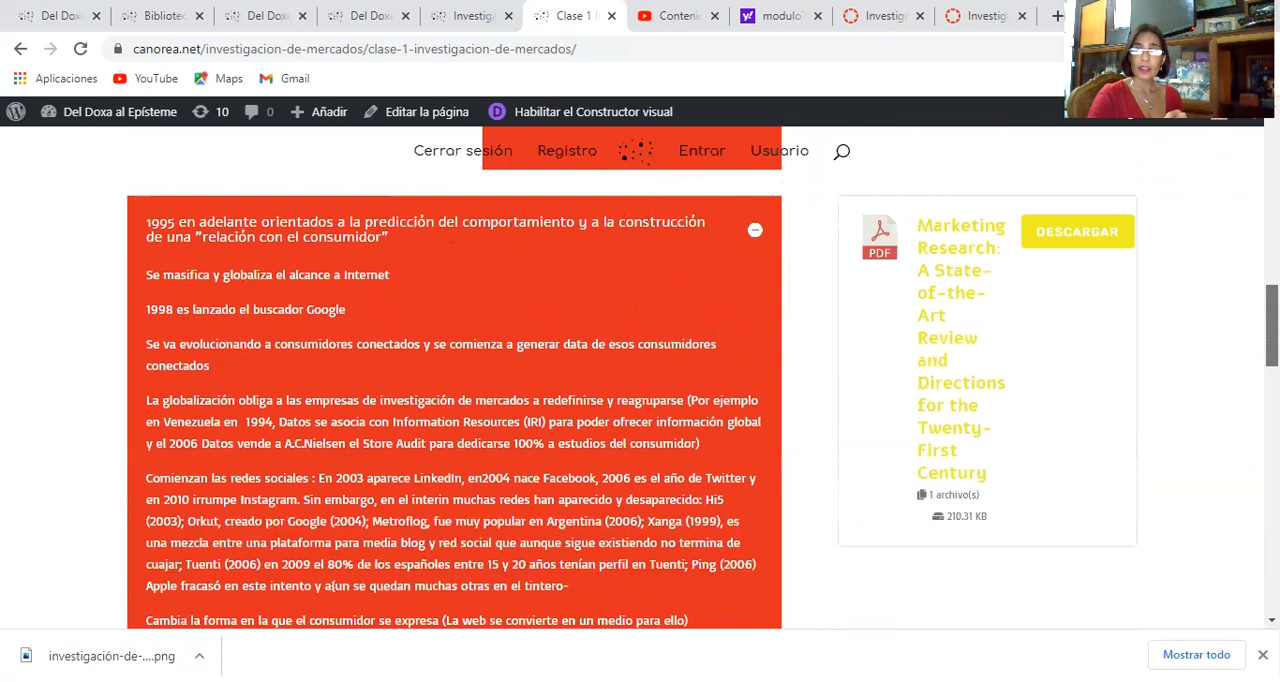 Del Doxa
Bibliotec
Del Doxa
Del Doxa
Investiga
Clase 1 I
Conteni
moduloT
Investig
Investig
canorea.net/investigacion-de-mercados/clase-1-investigacion-de-mercados/
Aplicaciones
YouTube
Maps
Gmail
Del Doxa al Epísteme
10
0
Añadir
Editar la página
Habilitar el Constructor visual
Cerrar sesión
Registro
Entrar
Usuario
1995 en adelante orientados a la predicción del comportamiento y a la construcción
de una "relación con el consumidor"
Se masifica y globaliza el alcance a Internet
1998 es lanzado el buscador Google
Se va evolucionando a consumidores conectados y se comienza a generar data de esos consumidores
conectados
La globalización obliga a las empresas de investigación de mercados a redefinirse y reagruparse (Por ejemplo
en Venezuela en 1994, Datos se asocia con Information Resources (IRI) para poder ofrecer información global
y el 2006 Datos vende a A.C.Nielsen el Store Audit para dedicarse 100% a estudios del consumidor)
Comienzan las redes sociales : En 2003 aparece LinkedIn, en2004 nace Facebook, 2006 es el año de Twitter y
en 2010 irrumpe Instagram. Sin embargo, en el interin muchas redes han aparecido y desaparecido: Hi5
(2003); Orkut, creado por Google (2004); Metroflog, fue muy popular en Argentina (2006); Xanga (1999), es
una mezcla entre una plataforma para media blog y red social que aunque sigue existiendo no termina de
cuajar; Tuenti (2006) en 2009 el 80% de los españoles entre 15 y 20 años tenían perfil en Tuenti; Ping (2006)
Apple fracasó en este intento y a{un se quedan muchas otras en el tintero-
Cambia la forma en la que el consumidor se expresa (La web se convierte en un medio para ello)
PDF
Marketing
Research:
A State-
of-the-
Art
Review
and
Directions
for the
Twenty-
First
Century
DESCARGAR
1 archivo(s)
210.31 KB
investigación-de-....png
Mostrar todo